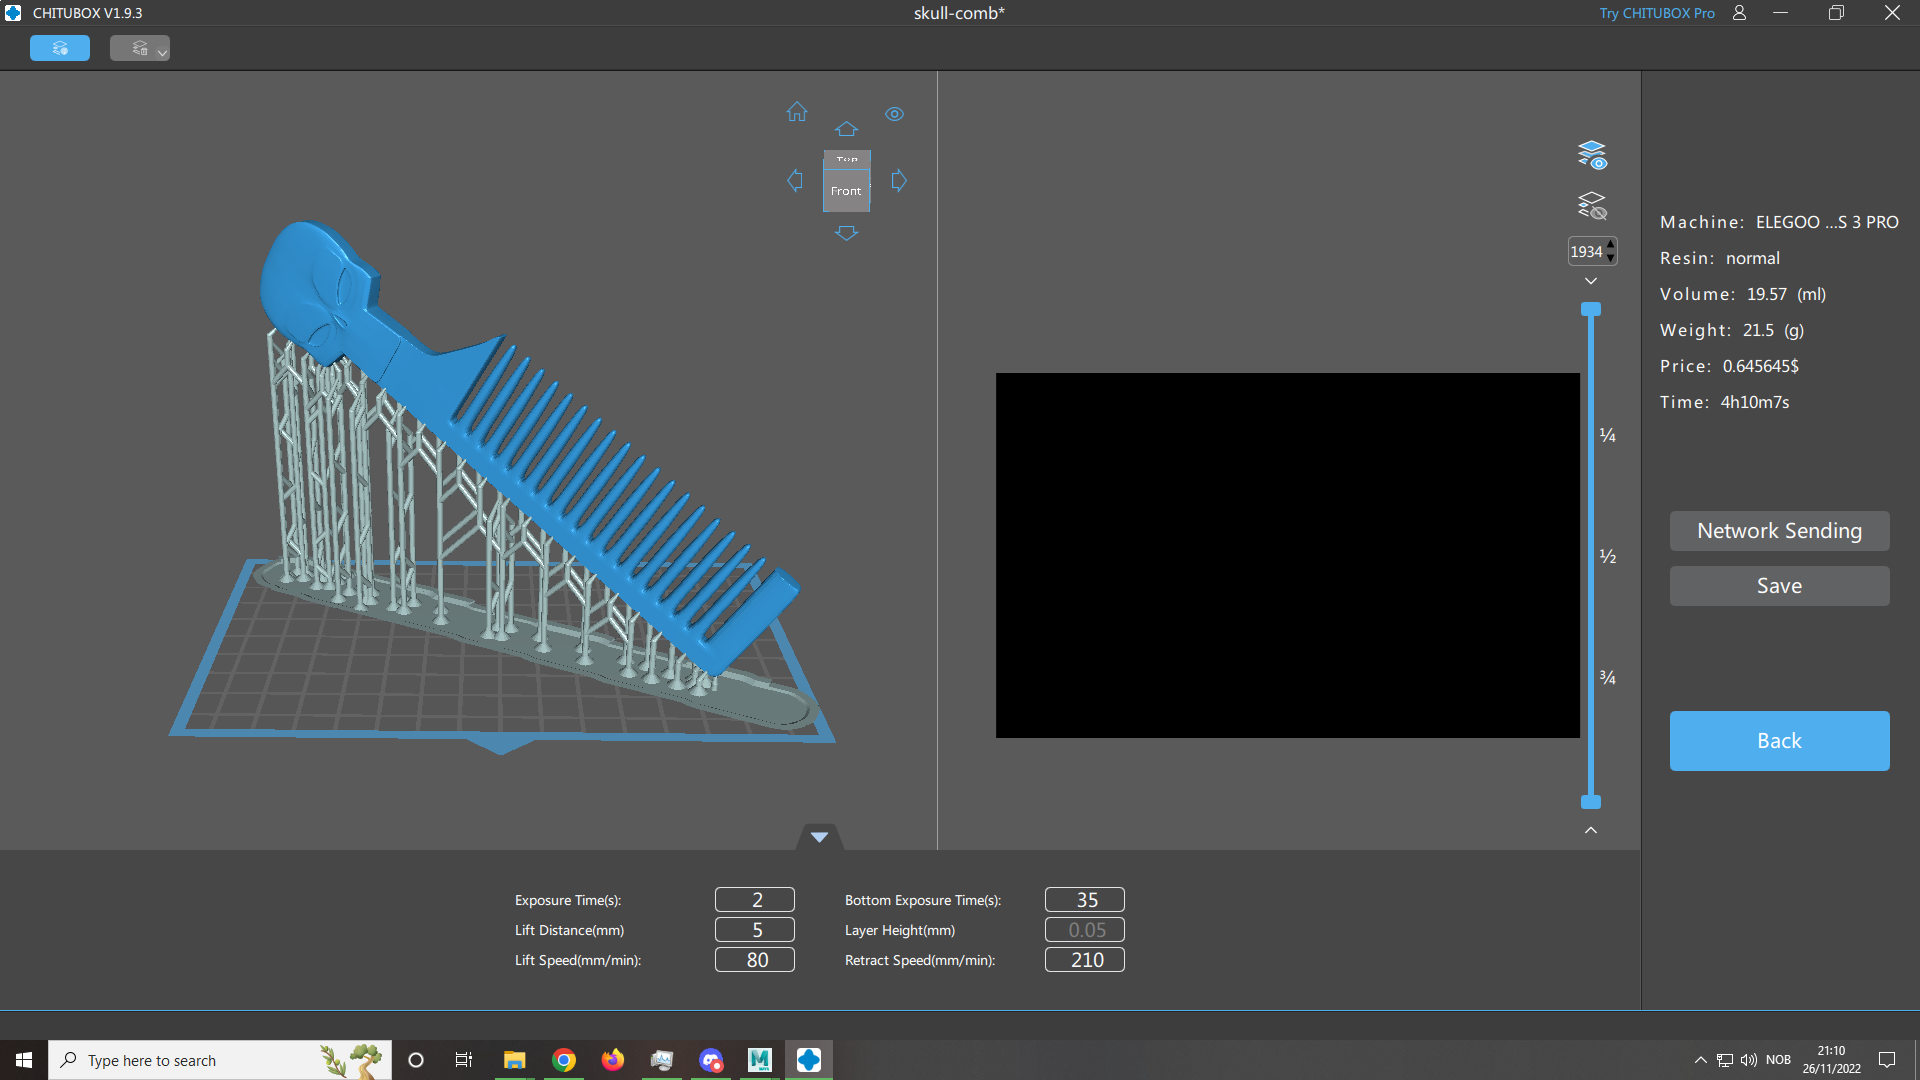 CHITUBOX V1.9.3
skull-comb*
Try CHITUBOX Pro
Top
Front
1934
¼
½
¾
Machine: ELEGOO ...S 3 PRO
Resin: normal
Volume: 19.57 (ml)
Weight: 21.5 (g)
Price: 0.645645$
Time: 4h10m7s
Network Sending
Save
Back
Exposure Time(s): 2
Bottom Exposure Time(s): 35
Lift Distance(mm) 5
Layer Height(mm) 0.05
Lift Speed(mm/min): 80
Retract Speed(mm/min): 210
Type here to search
M
NOB
21:10
26/11/2022